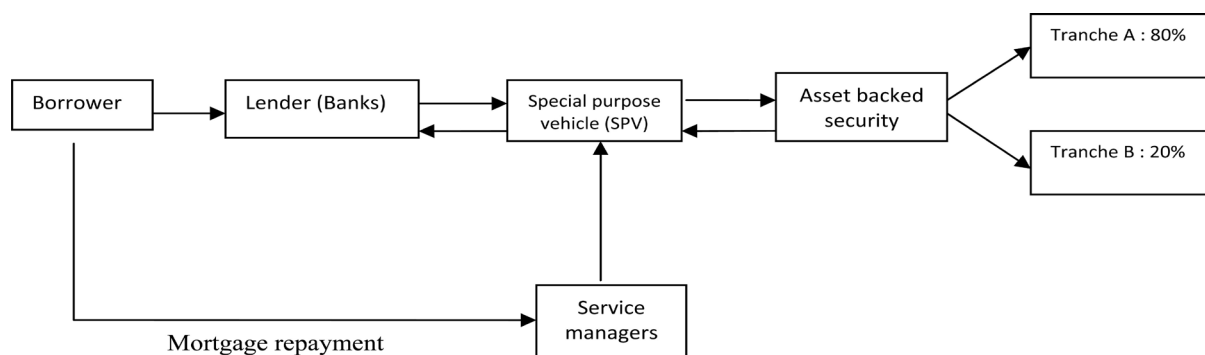 Borrower
Lender (Banks)
Special purpose
vehicle (SPV)
Asset backed
security
Tranche A : 80%
Tranche B : 20%
Service
managers
Mortgage repayment